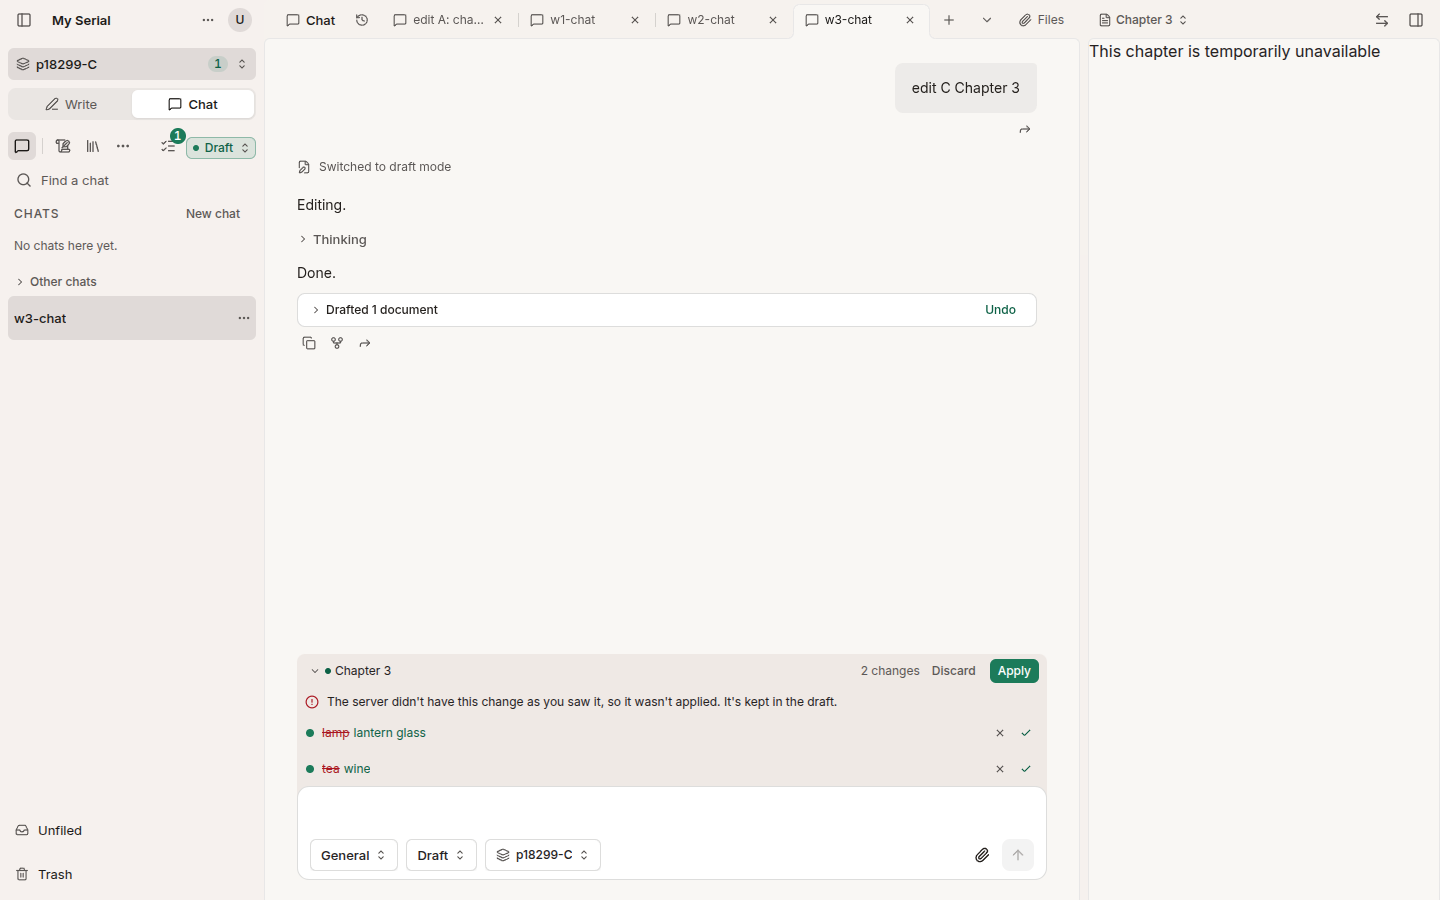 My Serial
U
p18299-C
1
Write
Chat
1
Draft
Find a chat
CHATS
New chat
No chats here yet.
Other chats
w3-chat
Unfiled
Trash
Chat
edit A: cha...
w1-chat
w2-chat
w3-chat
Files
Chapter 3
edit C Chapter 3
Switched to draft mode
Editing.
Thinking
Done.
Drafted 1 document
Undo
Chapter 3
2 changes
Discard
Apply
The server didn't have this change as you saw it, so it wasn't applied. It's kept in the draft.
lamp lantern glass
tea wine
General
Draft
p18299-C
This chapter is temporarily unavailable